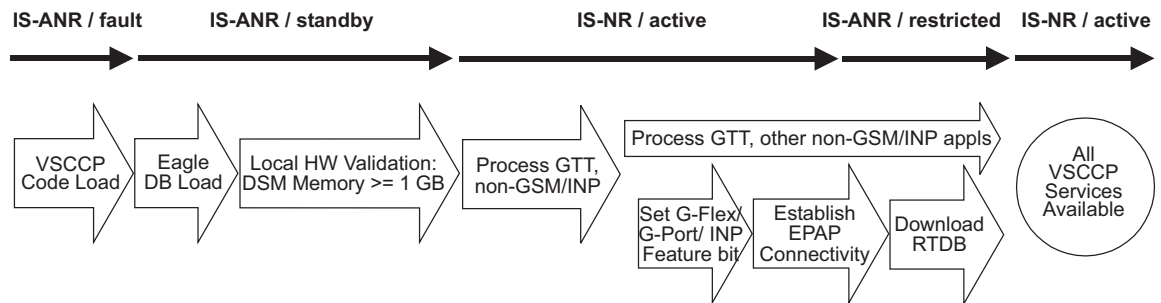 IS-ANR / fault
IS-ANR / standby
IS-NR / active
IS-ANR / restricted
IS-NR / active
VSCCP
Code Load
Eagle
DB Load
Local HW Validation:
DSM Memory >= 1 GB
Process GTT,
non-GSM/INP
Process GTT, other non-GSM/INP appls
Set G-Flex/
G-Port/ INP
Feature bit
Establish
EPAP
Connectivity
Download
RTDB
All
VSCCP
Services
Available